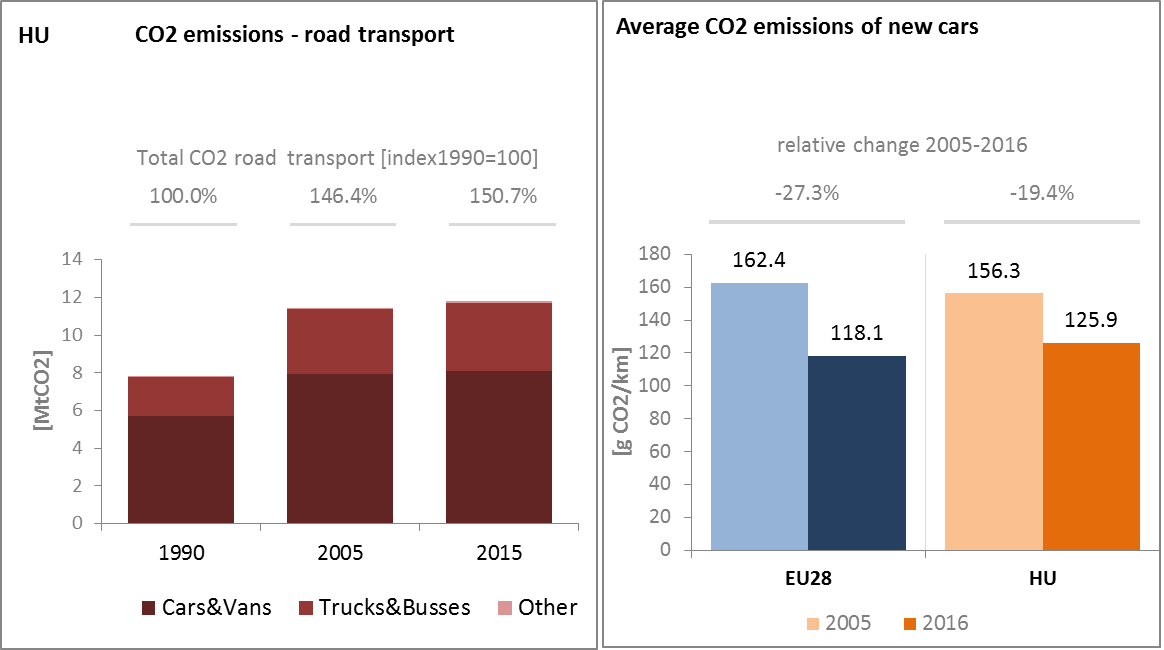 HU CO2 emissions - road transport
Total CO2 road transport [index1990=100]
100.0% 146.4% 150.7%
14
12
10
8
6
4
2
0
[MtCO2]
1990 2005 2015
Cars&Vans Trucks&Busses Other
Average CO2 emissions of new cars
relative change 2005-2016
-27.3% -19.4%
180
160
140
120
100
80
60
40
20
0
[g CO2/km]
162.4 118.1 156.3 125.9
EU28 HU
2005 2016